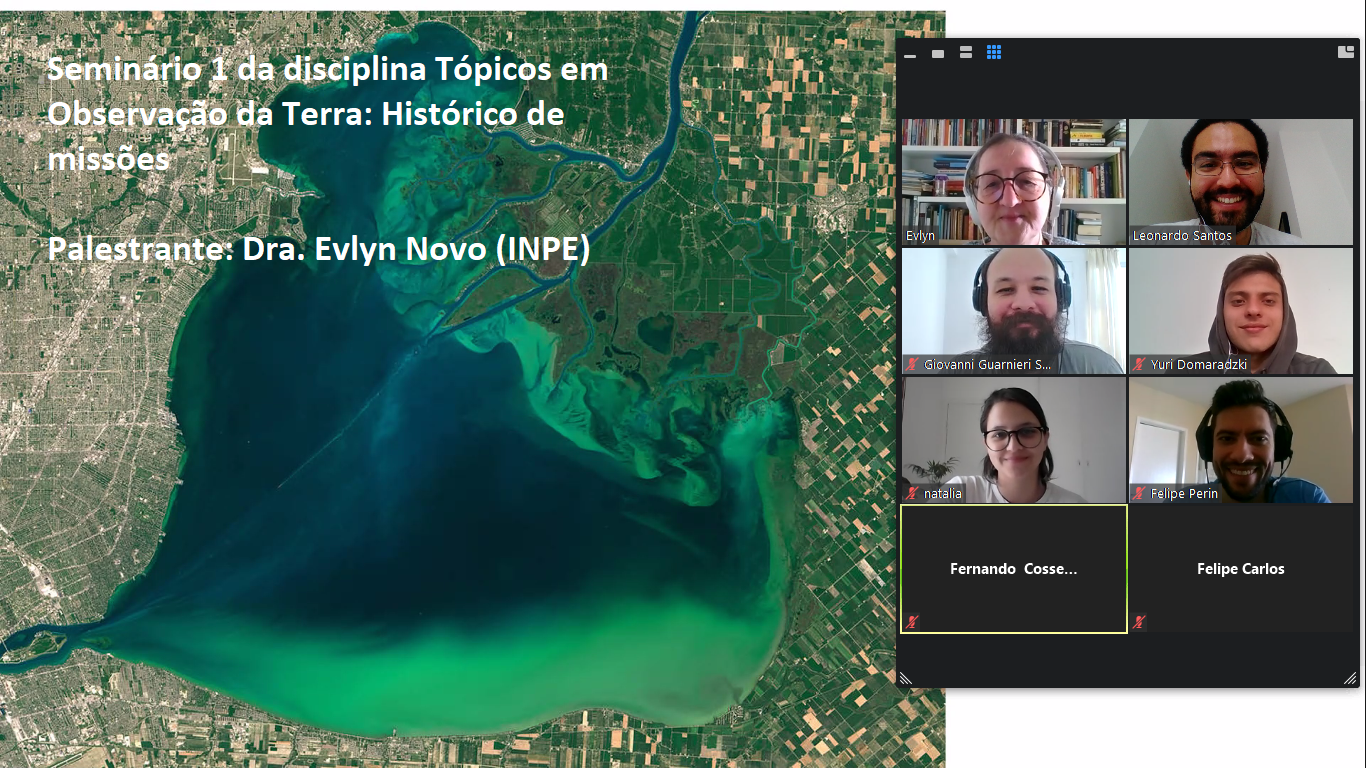 Seminário 1 da disciplina Tópicos em
Observação da Terra: Histórico de
missões
Palestrante: Dra. Evlyn Novo (INPE)
Evlyn
Leonardo Santos
Giovanni Guarnieri S...
Yuri Domaradzki
natalia
Felipe Perin
Fernando Cosse...
Felipe Carlos